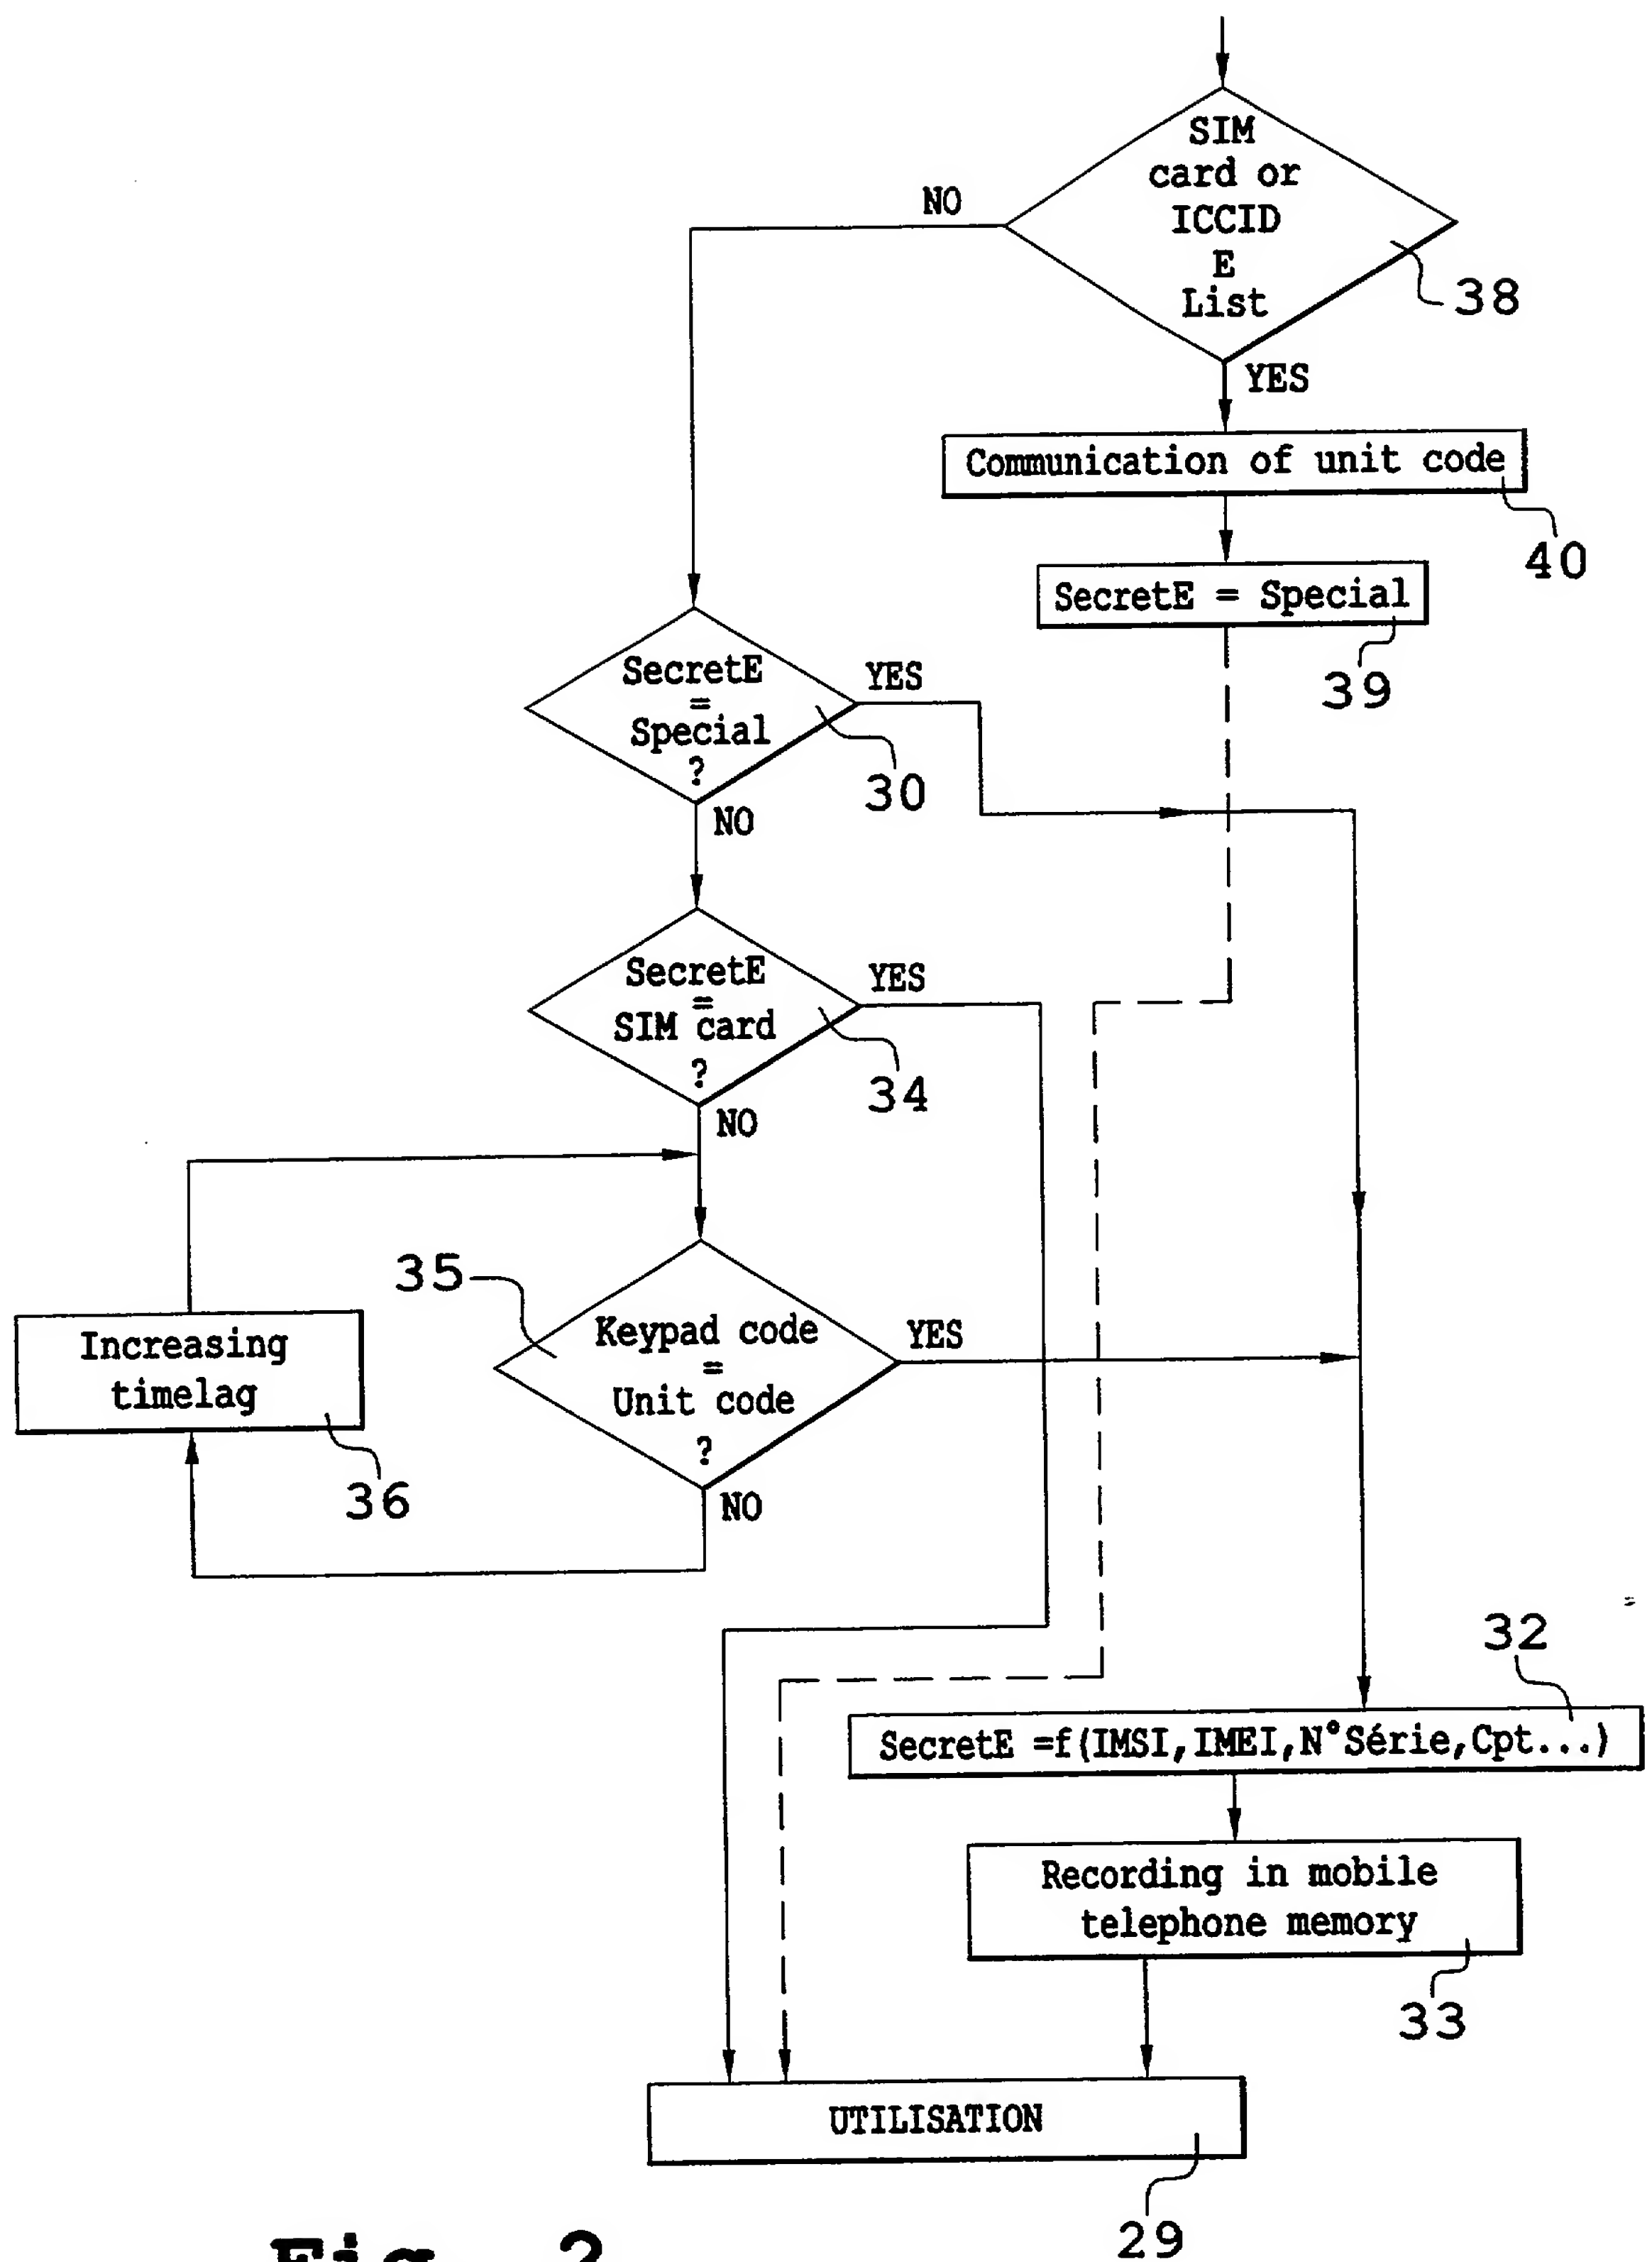 SIM
card or
ICCID
E
List
NO
38
YES
Communication of unit code
40
SecretE = Special
39
SecretE
=
Special
?
YES
30
NO
SecretE
=
SIM card
?
YES
34
NO
35
Keypad code
=
Unit code
?
YES
Increasing
timelag
36
NO
32
SecretE =f(IMSI,IMEI,N°Série,Cpt...)
Recording in mobile
telephone memory
33
UTILISATION
29